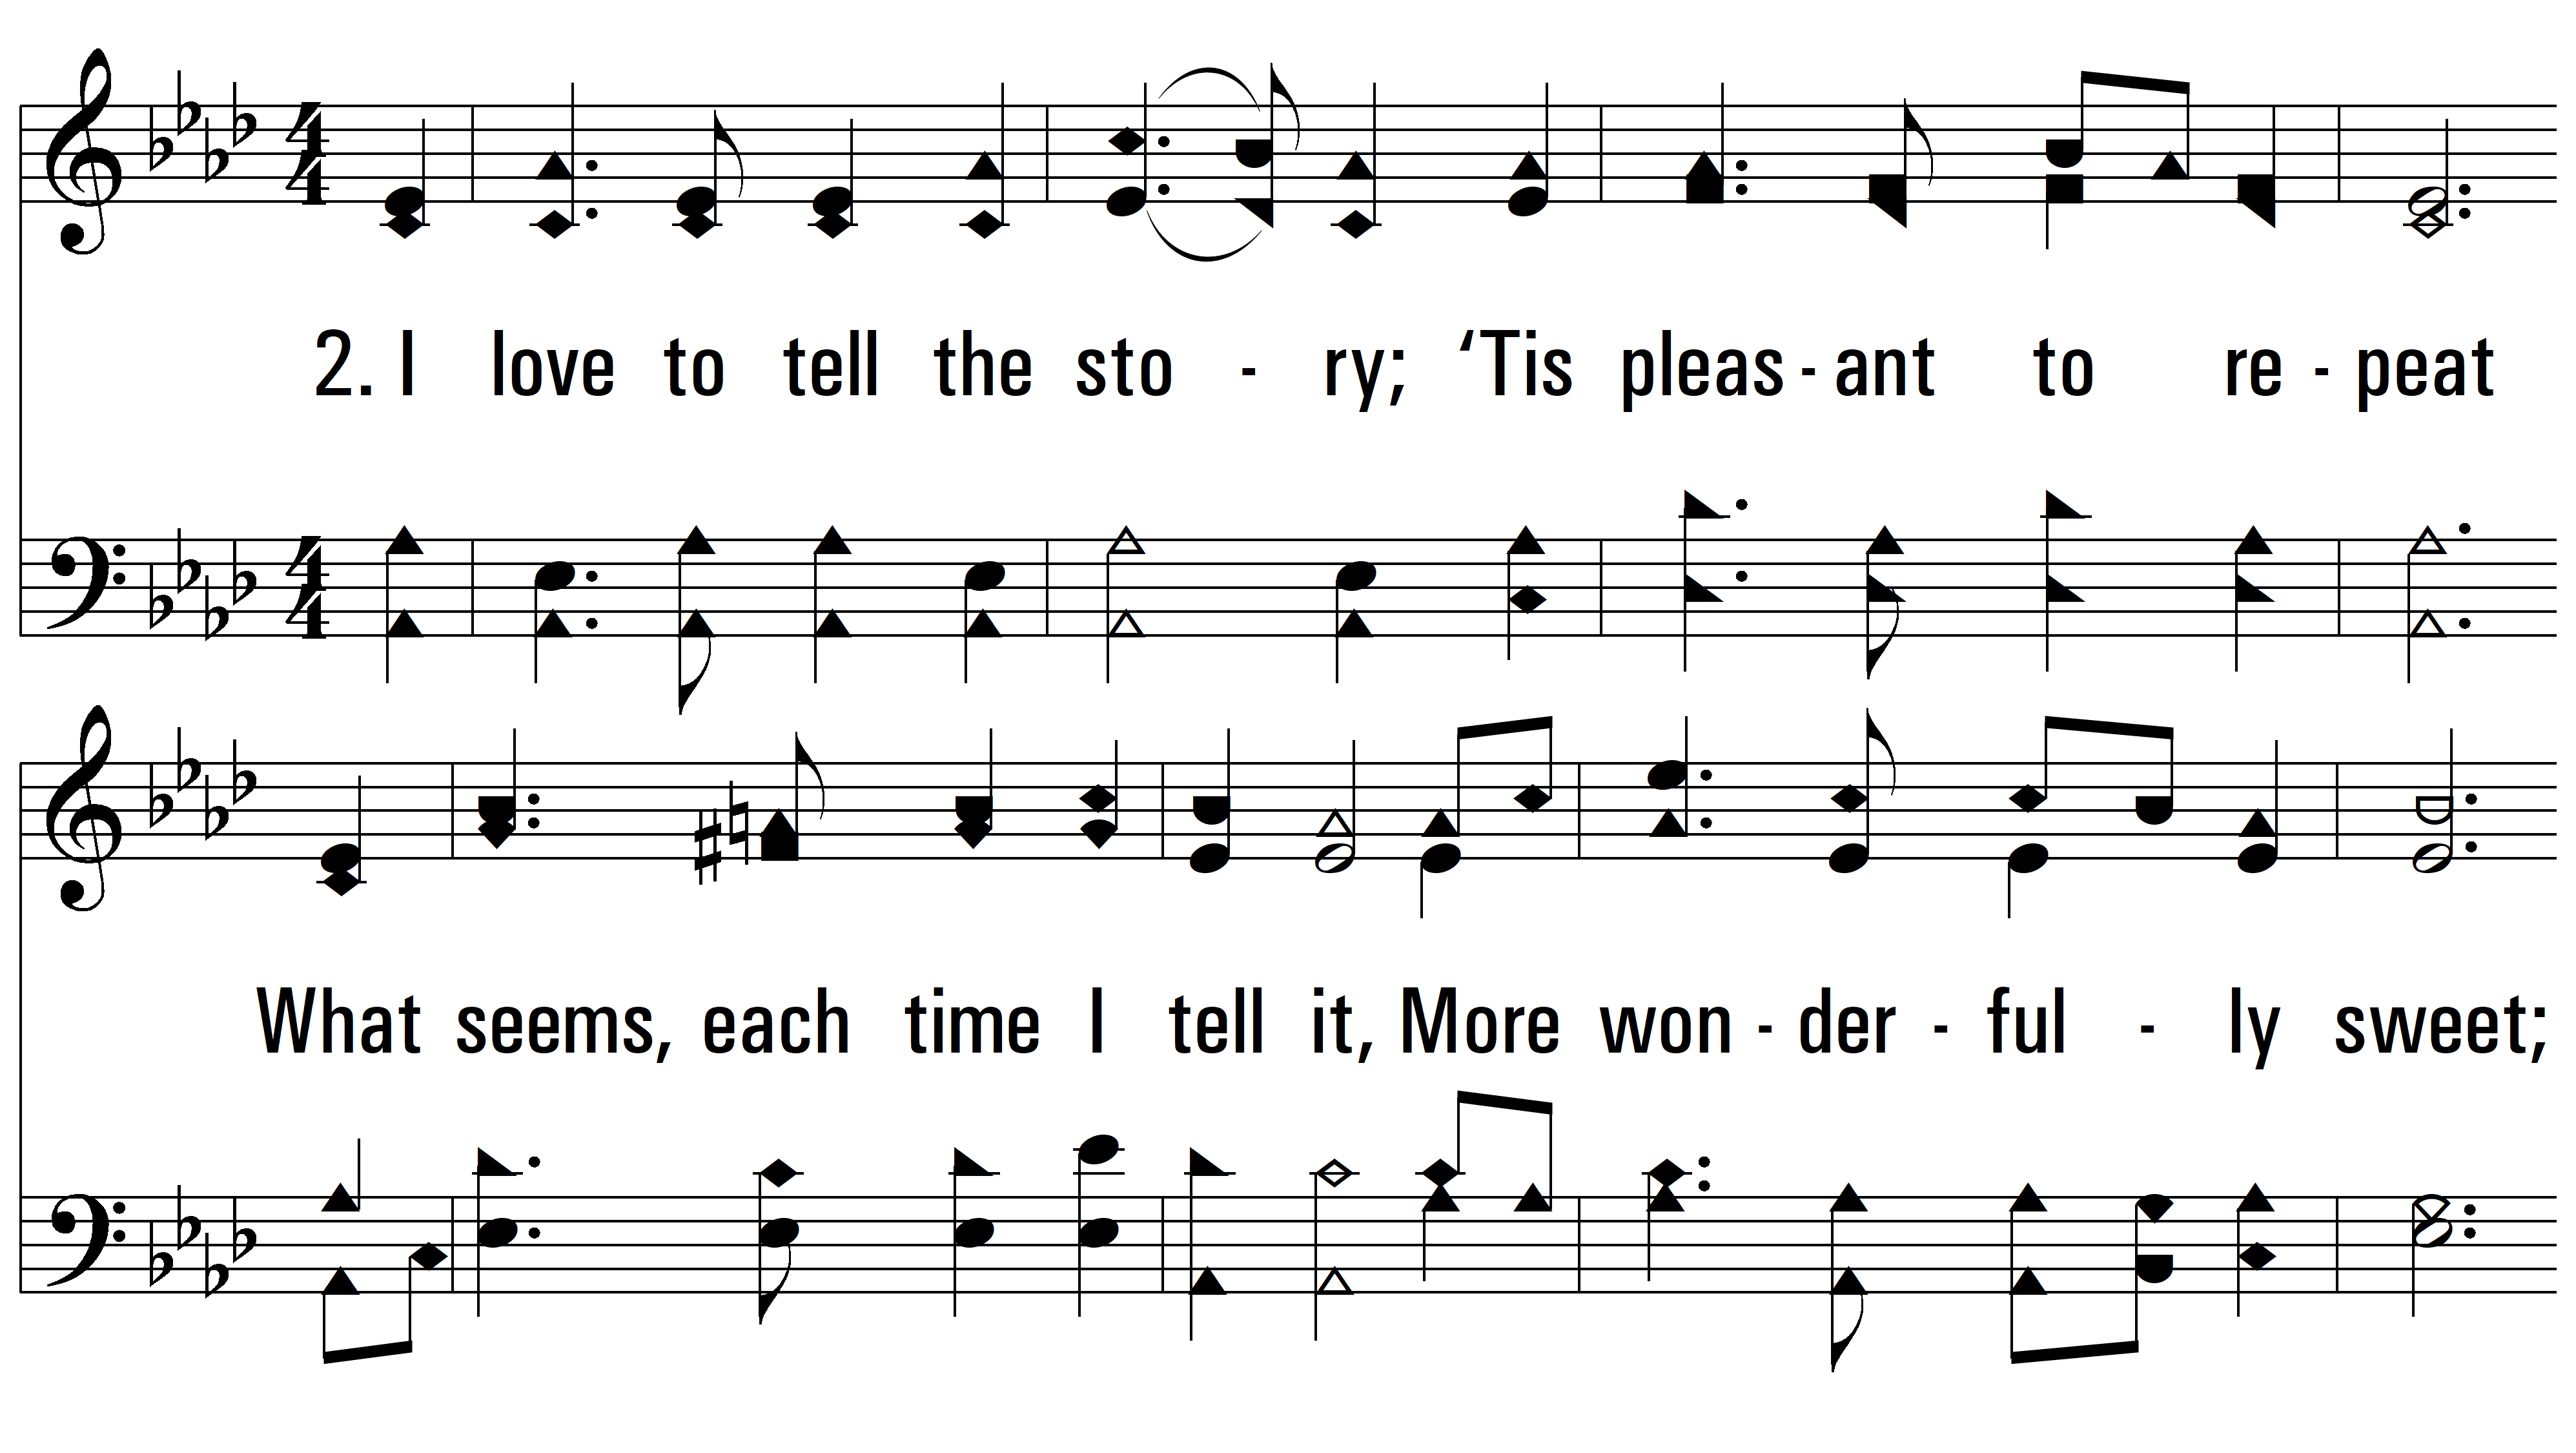 2. I love to tell the sto - ry; ‘Tis pleas - ant to re - peat
What seems, each time I tell it, More won - der - ful - ly sweet;